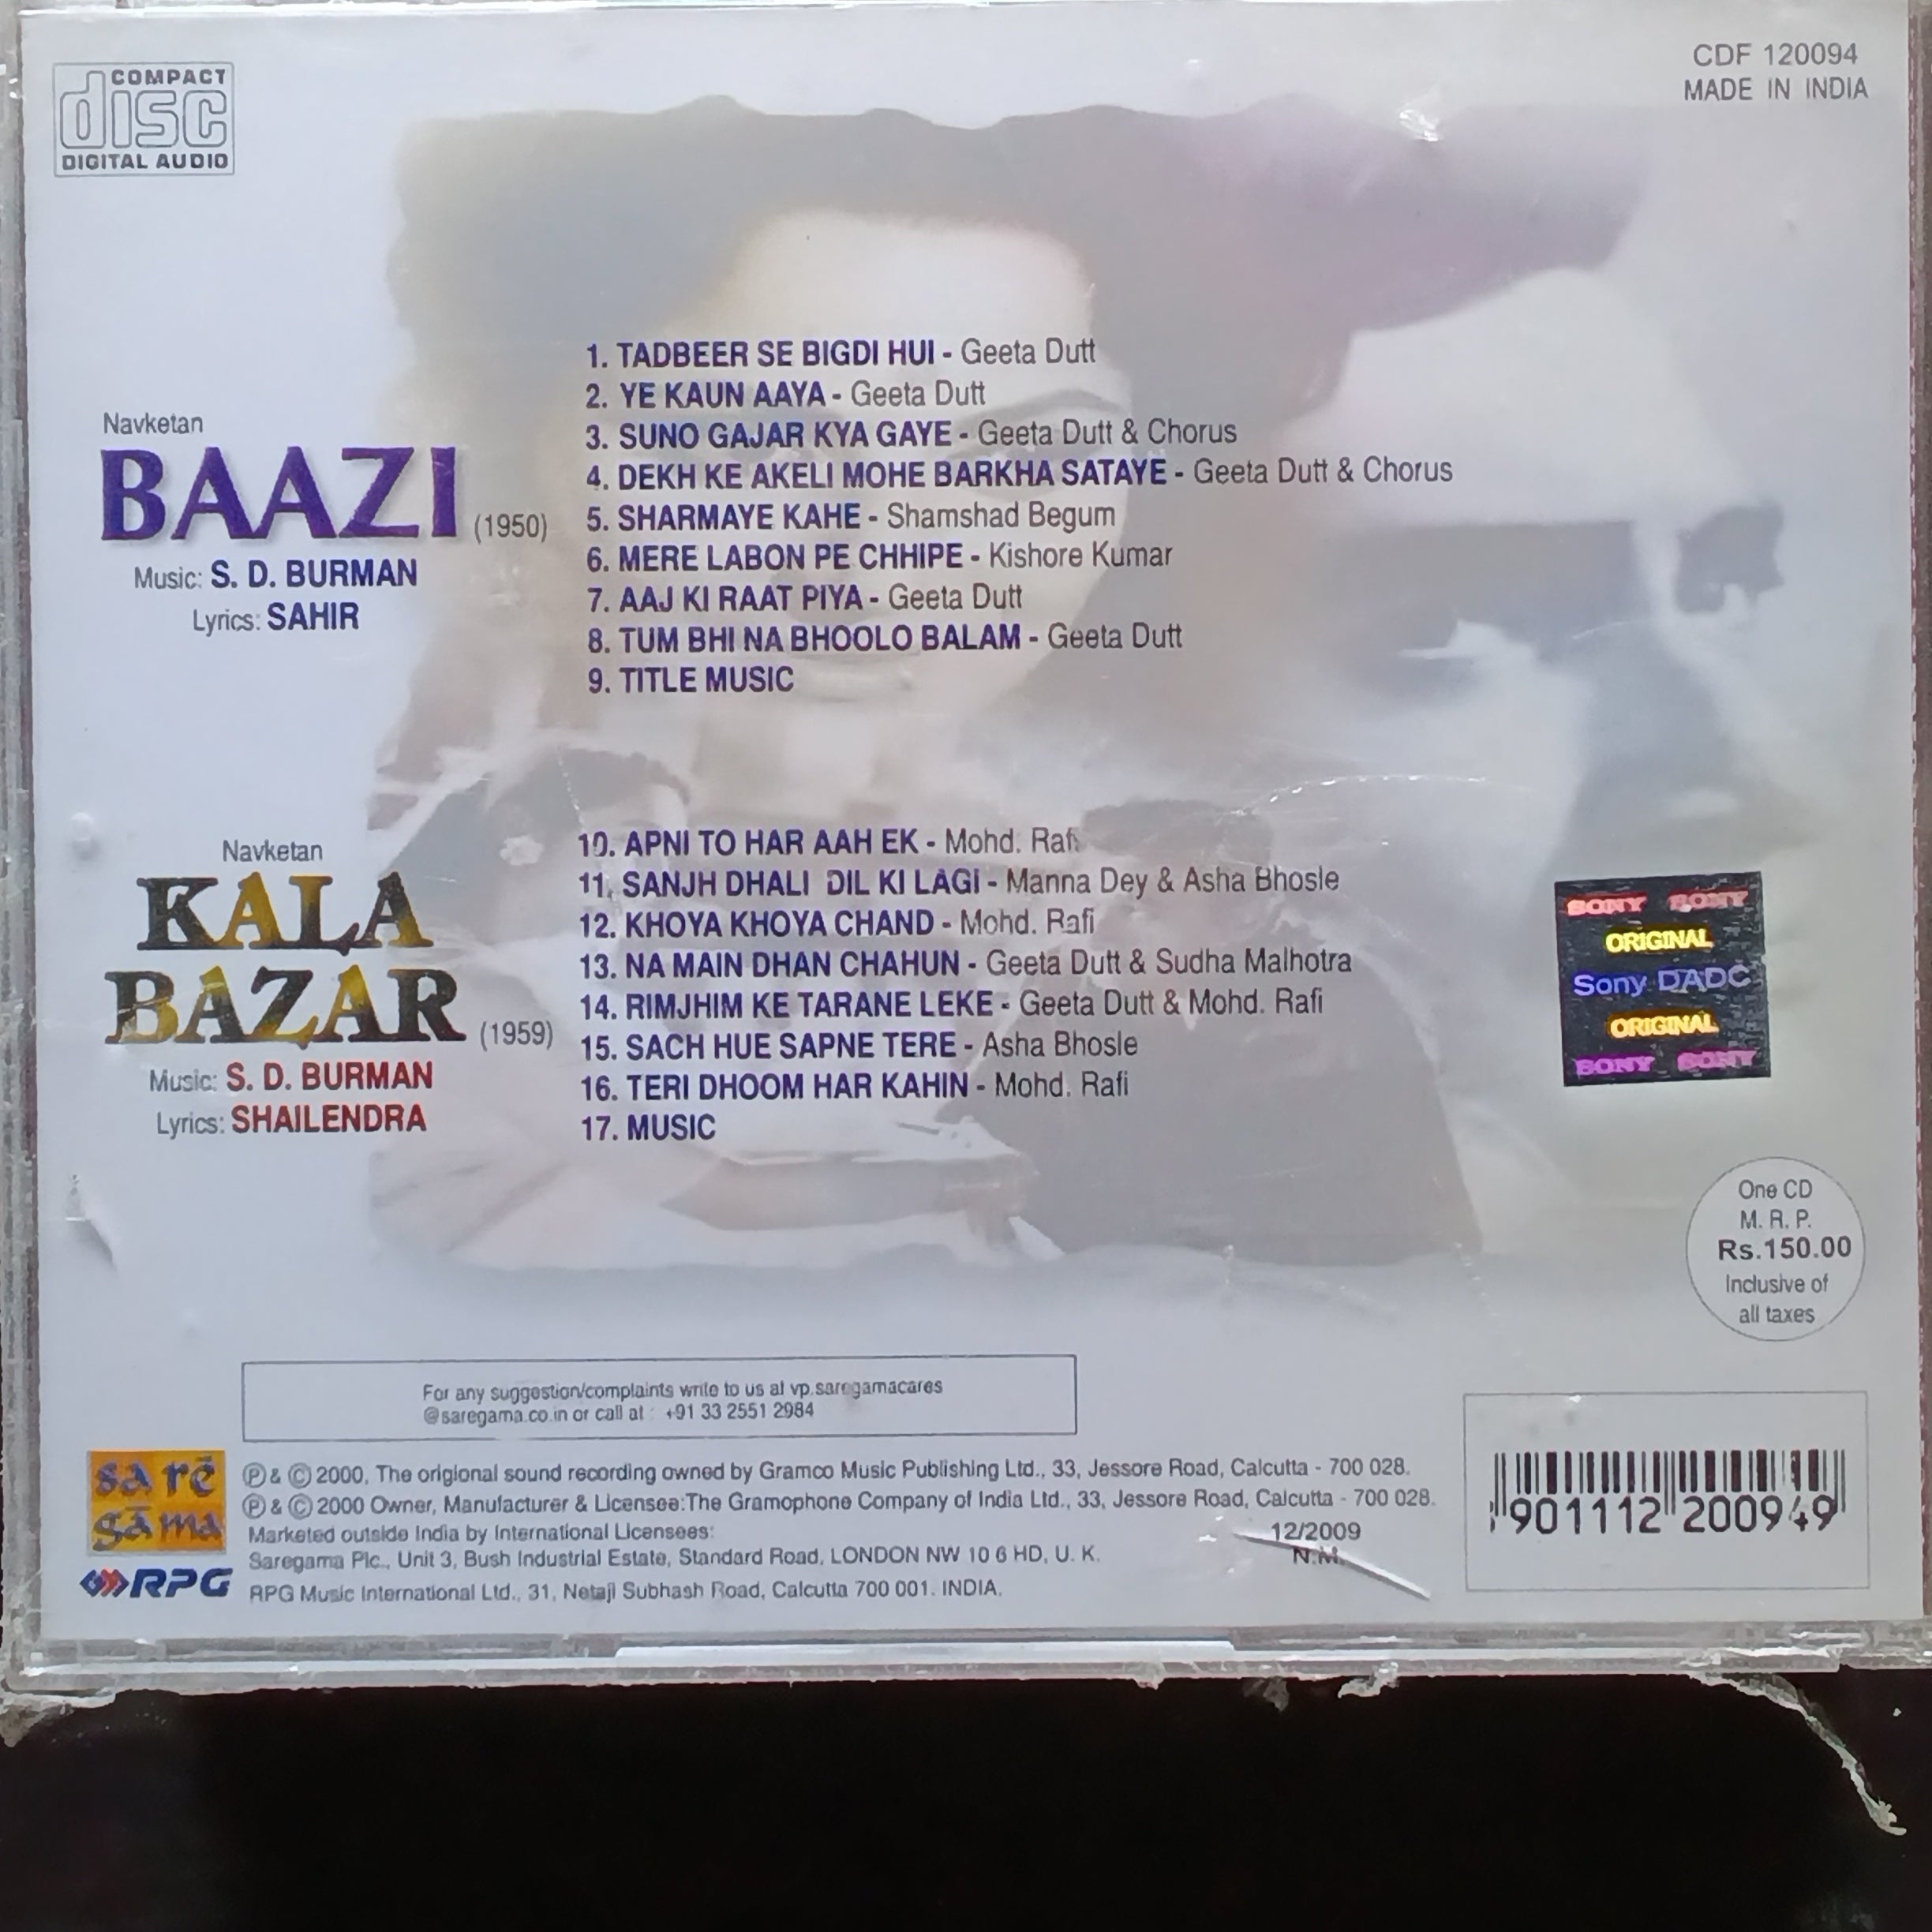 COMPACT
disc
DIGITAL AUDIO
CDF 120094
MADE IN INDIA
Navketan
BAAZI (1950)
Music: S. D. BURMAN
Lyrics: SAHIR
1. TADBEER SE BIGDI HUI - Geeta Dutt
2. YE KAUN AAYA - Geeta Dutt
3. SUNO GAJAR KYA GAYE - Geeta Dutt & Chorus
4. DEKH KE AKELI MOHE BARKHA SATAYE - Geeta Dutt & Chorus
5. SHARMAYE KAHE - Shamshad Begum
6. MERE LABON PE CHHIPE - Kishore Kumar
7. AAJ KI RAAT PIYA - Geeta Dutt
8. TUM BHI NA BHOOLO BALAM - Geeta Dutt
9. TITLE MUSIC
Navketan
KALA
BAZAR (1959)
Music: S. D. BURMAN
Lyrics: SHAILENDRA
10. APNI TO HAR AAH EK - Mohd. Rafi
11. SANJH DHALI DIL KI LAGI - Manna Dey & Asha Bhosle
12. KHOYA KHOYA CHAND - Mohd. Rafi
13. NA MAIN DHAN CHAHUN - Geeta Dutt & Sudha Malhotra
14. RIMJHIM KE TARANE LEKE - Geeta Dutt & Mohd. Rafi
15. SACH HUE SAPNE TERE - Asha Bhosle
16. TERI DHOOM HAR KAHIN - Mohd. Rafi
17. MUSIC
SONY SONY
ORIGINAL
Sony DADC
ORIGINAL
SONY SONY
One CD
M. R. P.
Rs.150.00
Inclusive of
all taxes
For any suggestion/complaints write to us at vp.saregamacares
@saregama.co.in or call at : +91 33 2551 2984
sa rē
gā ma
RPG
Ⓟ & © 2000, The origional sound recording owned by Gramco Music Publishing Ltd., 33, Jessore Road, Calcutta - 700 028.
Ⓟ & © 2000 Owner, Manufacturer & Licensee:The Gramophone Company of India Ltd., 33, Jessore Road, Calcutta - 700 028.
Marketed outside India by International Licensees:
Saregama Plc., Unit 3, Bush Industrial Estate, Standard Road, LONDON NW 10 6 HD, U. K.
RPG Music International Ltd., 31, Netaji Subhash Road, Calcutta 700 001. INDIA.
12/2009
N.M.
901112 200949